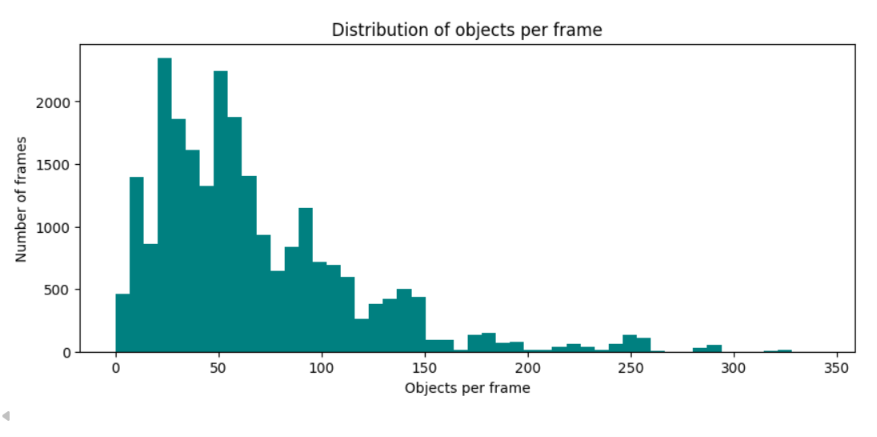 Distribution of objects per frame
Number of frames
2000
1500
1000
500
0
0 50 100 150 200 250 300 350
Objects per frame